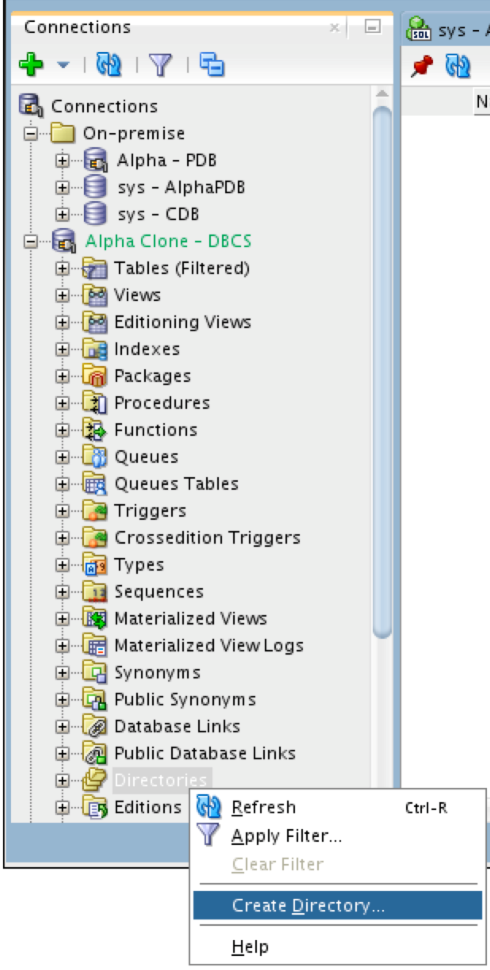 Connections
sys - A
N
Connections
On-premise
Alpha - PDB
sys - AlphaPDB
sys - CDB
Alpha Clone - DBCS
Tables (Filtered)
Views
Editioning Views
Indexes
Packages
Procedures
Functions
Queues
Queues Tables
Triggers
Crossedition Triggers
Types
Sequences
Materialized Views
Materialized View Logs
Synonyms
Public Synonyms
Database Links
Public Database Links
Directories
Editions
Refresh Ctrl-R
Apply Filter...
Clear Filter
Create Directory...
Help